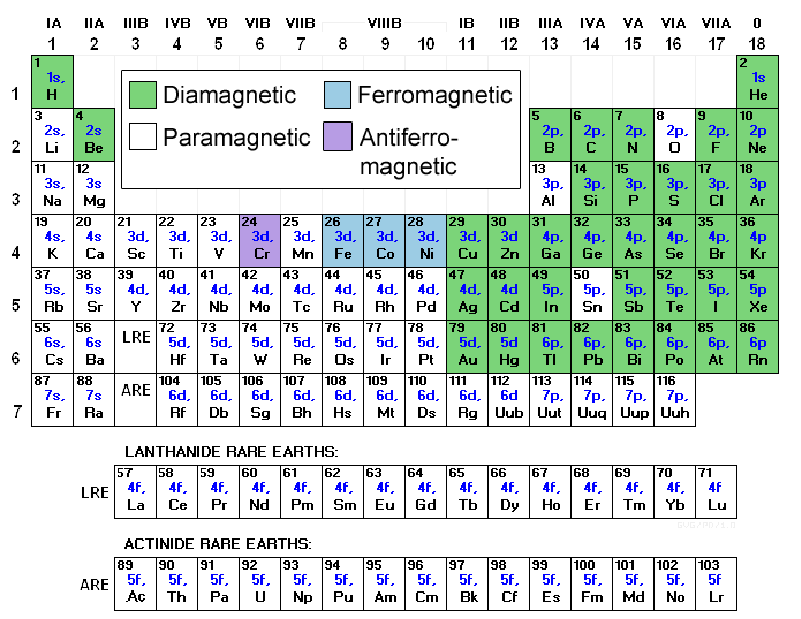 IA IIA IIIB IVB VB VIB VIIB VIIIB IB IIB IIIA IVA VA VIA VIIA 0
1 2 3 4 5 6 7 8 9 10 11 12 13 14 15 16 17 18
Diamagnetic Ferromagnetic
Paramagnetic Antiferro-
magnetic
1
1 2
1s, 1s
H He
2
3 4 5 6 7 8 9 10
2s, 2s 2p, 2p, 2p, 2p, 2p, 2p
Li Be B C N O F Ne
3
11 12 13 14 15 16 17 18
3s, 3s 3p, 3p, 3p, 3p, 3p, 3p
Na Mg Al Si P S Cl Ar
4
19 20 21 22 23 24 25 26 27 28 29 30 31 32 33 34 35 36
4s, 4s 3d, 3d, 3d, 3d, 3d, 3d, 3d, 3d, 3d, 3d 4p, 4p, 4p, 4p, 4p, 4p
K Ca Sc Ti V Cr Mn Fe Co Ni Cu Zn Ga Ge As Se Br Kr
5
37 38 39 40 41 42 43 44 45 46 47 48 49 50 51 52 53 54
5s, 5s 4d, 4d, 4d, 4d, 4d, 4d, 4d, 4d, 4d, 4d 5p, 5p, 5p, 5p, 5p, 5p
Rb Sr Y Zr Nb Mo Tc Ru Rh Pd Ag Cd In Sn Sb Te I Xe
6
55 56 72 73 74 75 76 77 78 79 80 81 82 83 84 85 86
6s, 6s LRE 5d, 5d, 5d, 5d, 5d, 5d, 5d, 5d, 5d 6p, 6p, 6p, 6p, 6p, 6p
Cs Ba Hf Ta W Re Os Ir Pt Au Hg Tl Pb Bi Po At Rn
7
87 88 104 105 106 107 108 109 110 111 112 113 114 115 116
7s, 7s ARE 6d, 6d, 6d, 6d, 6d, 6d, 6d, 6d, 6d 7p, 7p, 7p, 7p,
Fr Ra Rf Db Sg Bh Hs Mt Ds Rg Uub Uut Uuq Uup Uuh
LANTHANIDE RARE EARTHS:
LRE
57 58 59 60 61 62 63 64 65 66 67 68 69 70 71
4f, 4f, 4f, 4f, 4f, 4f, 4f, 4f, 4f, 4f, 4f, 4f, 4f, 4f, 4f
La Ce Pr Nd Pm Sm Eu Gd Tb Dy Ho Er Tm Yb Lu
ACTINIDE RARE EARTHS:
ARE
89 90 91 92 93 94 95 96 97 98 99 100 101 102 103
5f, 5f, 5f, 5f, 5f, 5f, 5f, 5f, 5f, 5f, 5f, 5f, 5f, 5f, 5f
Ac Th Pa U Np Pu Am Cm Bk Cf Es Fm Md No Lr